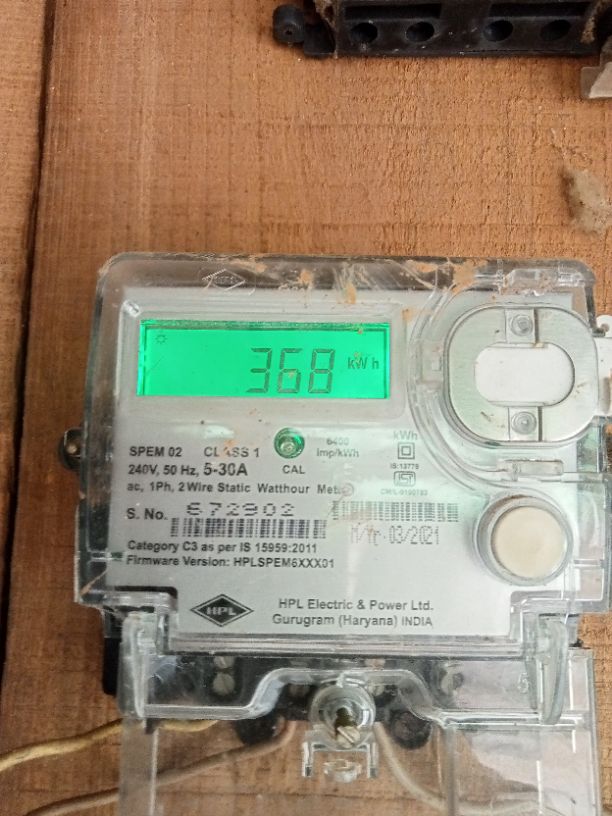 368 kWh
SPEM 02 CLASS 1
240V, 50 Hz, 5-30A
CAL
6400
imp/kWh
kWh
IS:13779
ac, 1Ph, 2 Wire Static Watthour Meter
S. No. 672902
M/Yr-03/2021
Category C3 as per IS 15959:2011
Firmware Version: HPLSPEM6XXX01
HPL
HPL Electric & Power Ltd.
Gurugram (Haryana) INDIA